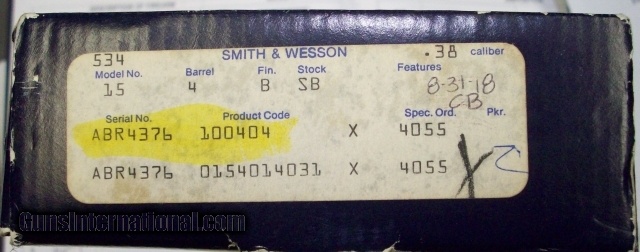 534 SMITH & WESSON .38 caliber
Model No. Barrel Fin. Stock Features
15 4 B SB 8-31-18
CB
Serial No. Product Code Spec. Ord. Pkr.
ABR4376 100404 X 4055
ABR4376 0154014031 X 4055 X
GunsInternational.com